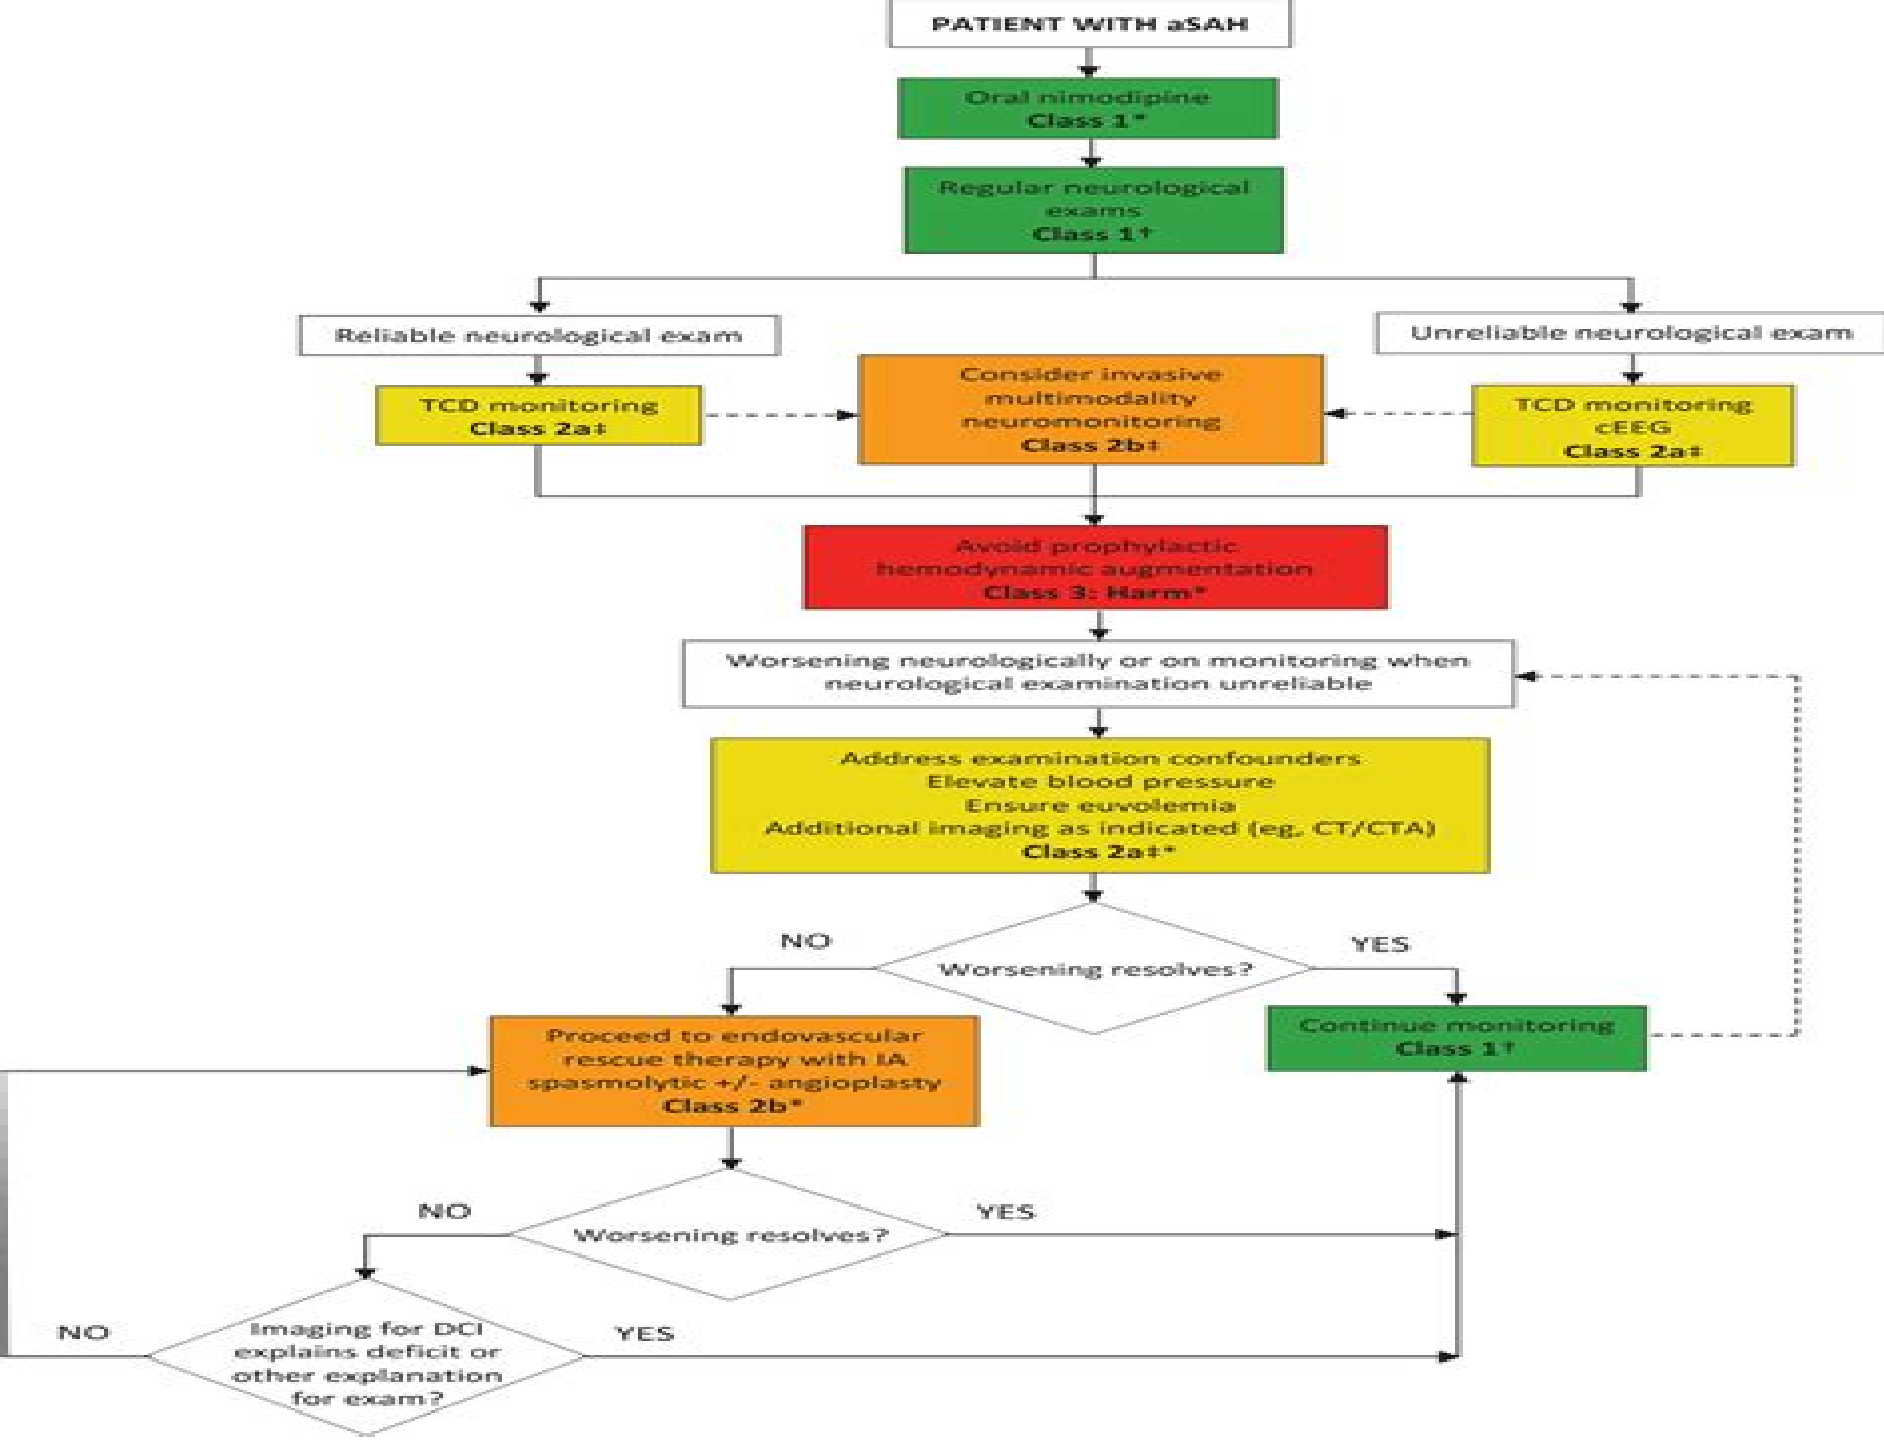 PATIENT WITH aSAH
Oral nimodipine
Class 1*
Regular neurological
exams
Class 1†
Reliable neurological exam
Unreliable neurological exam
TCD monitoring
Class 2a‡
Consider invasive
multimodality
neuromonitoring
Class 2b‡
TCD monitoring
cEEG
Class 2a‡
Avoid prophylactic
hemodynamic augmentation
Class 3: Harm*
Worsening neurologically or on monitoring when
neurological examination unreliable
Address examination confounders
Elevate blood pressure
Ensure euvolemia
Additional imaging as indicated (eg, CT/CTA)
Class 2a‡*
NO
YES
Worsening resolves?
Proceed to endovascular
rescue therapy with IA
spasmolytic +/- angioplasty
Class 2b*
Continue monitoring
Class 1†
NO
YES
Worsening resolves?
NO
YES
Imaging for DCI
explains deficit or
other explanation
for exam?